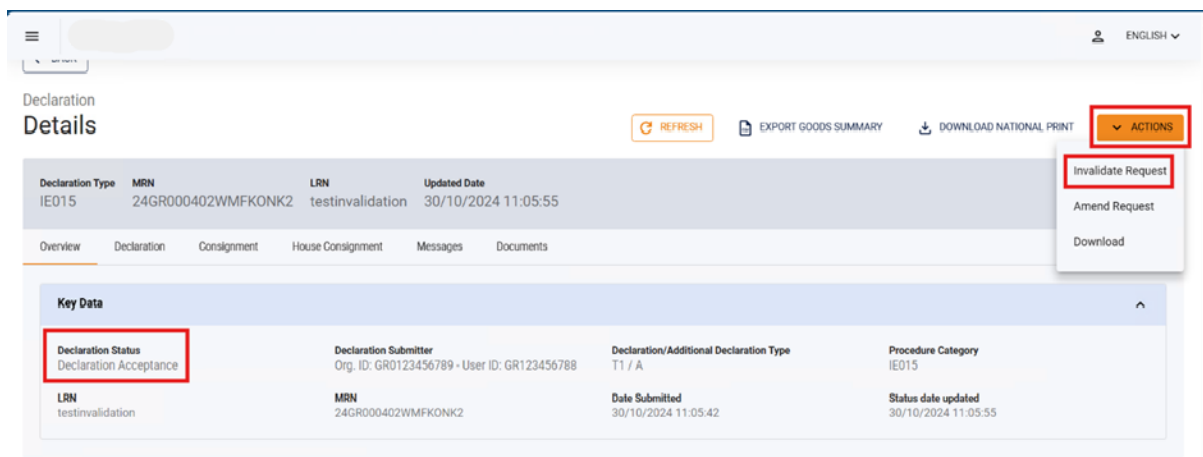 ENGLISH
Declaration
Details
REFRESH
EXPORT GOODS SUMMARY
DOWNLOAD NATIONAL PRINT
ACTIONS
Invalidate Request
Amend Request
Download
Declaration Type MRN LRN Updated Date
IE015 24GR000402WMFKONK2 testinvalidation 30/10/2024 11:05:55
Overview Declaration Consignment House Consignment Messages Documents
Key Data
Declaration Status Declaration Submitter Declaration/Additional Declaration Type Procedure Category
Declaration Acceptance Org. ID: GR0123456789 - User ID: GR123456788 T1 / A IE015
LRN MRN Date Submitted Status date updated
testinvalidation 24GR000402WMFKONK2 30/10/2024 11:05:42 30/10/2024 11:05:55